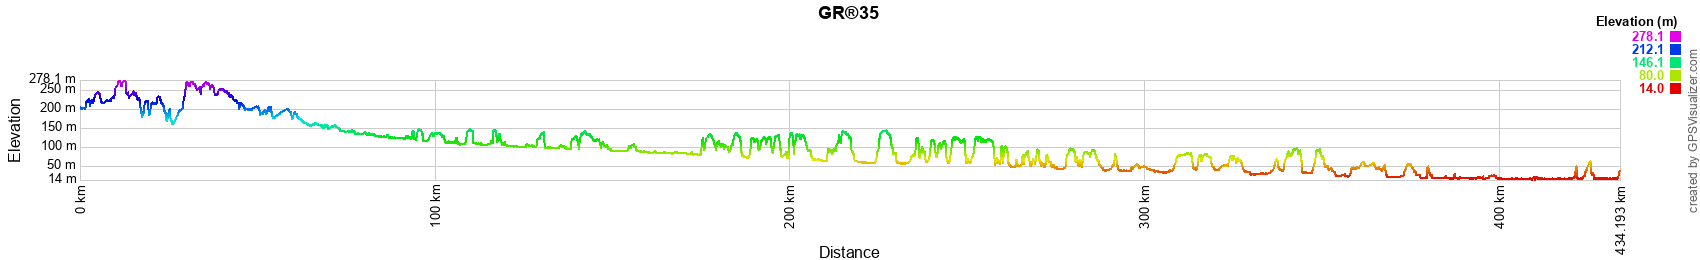 GR®35
Elevation (m)
278.1
212.1
146.1
80.0
14.0
278.1 m
250 m
200 m
150 m
100 m
50 m
14 m
Elevation
0 km
100 km
200 km
300 km
400 km
434.193 km
Distance
created by GPSVisualizer.com